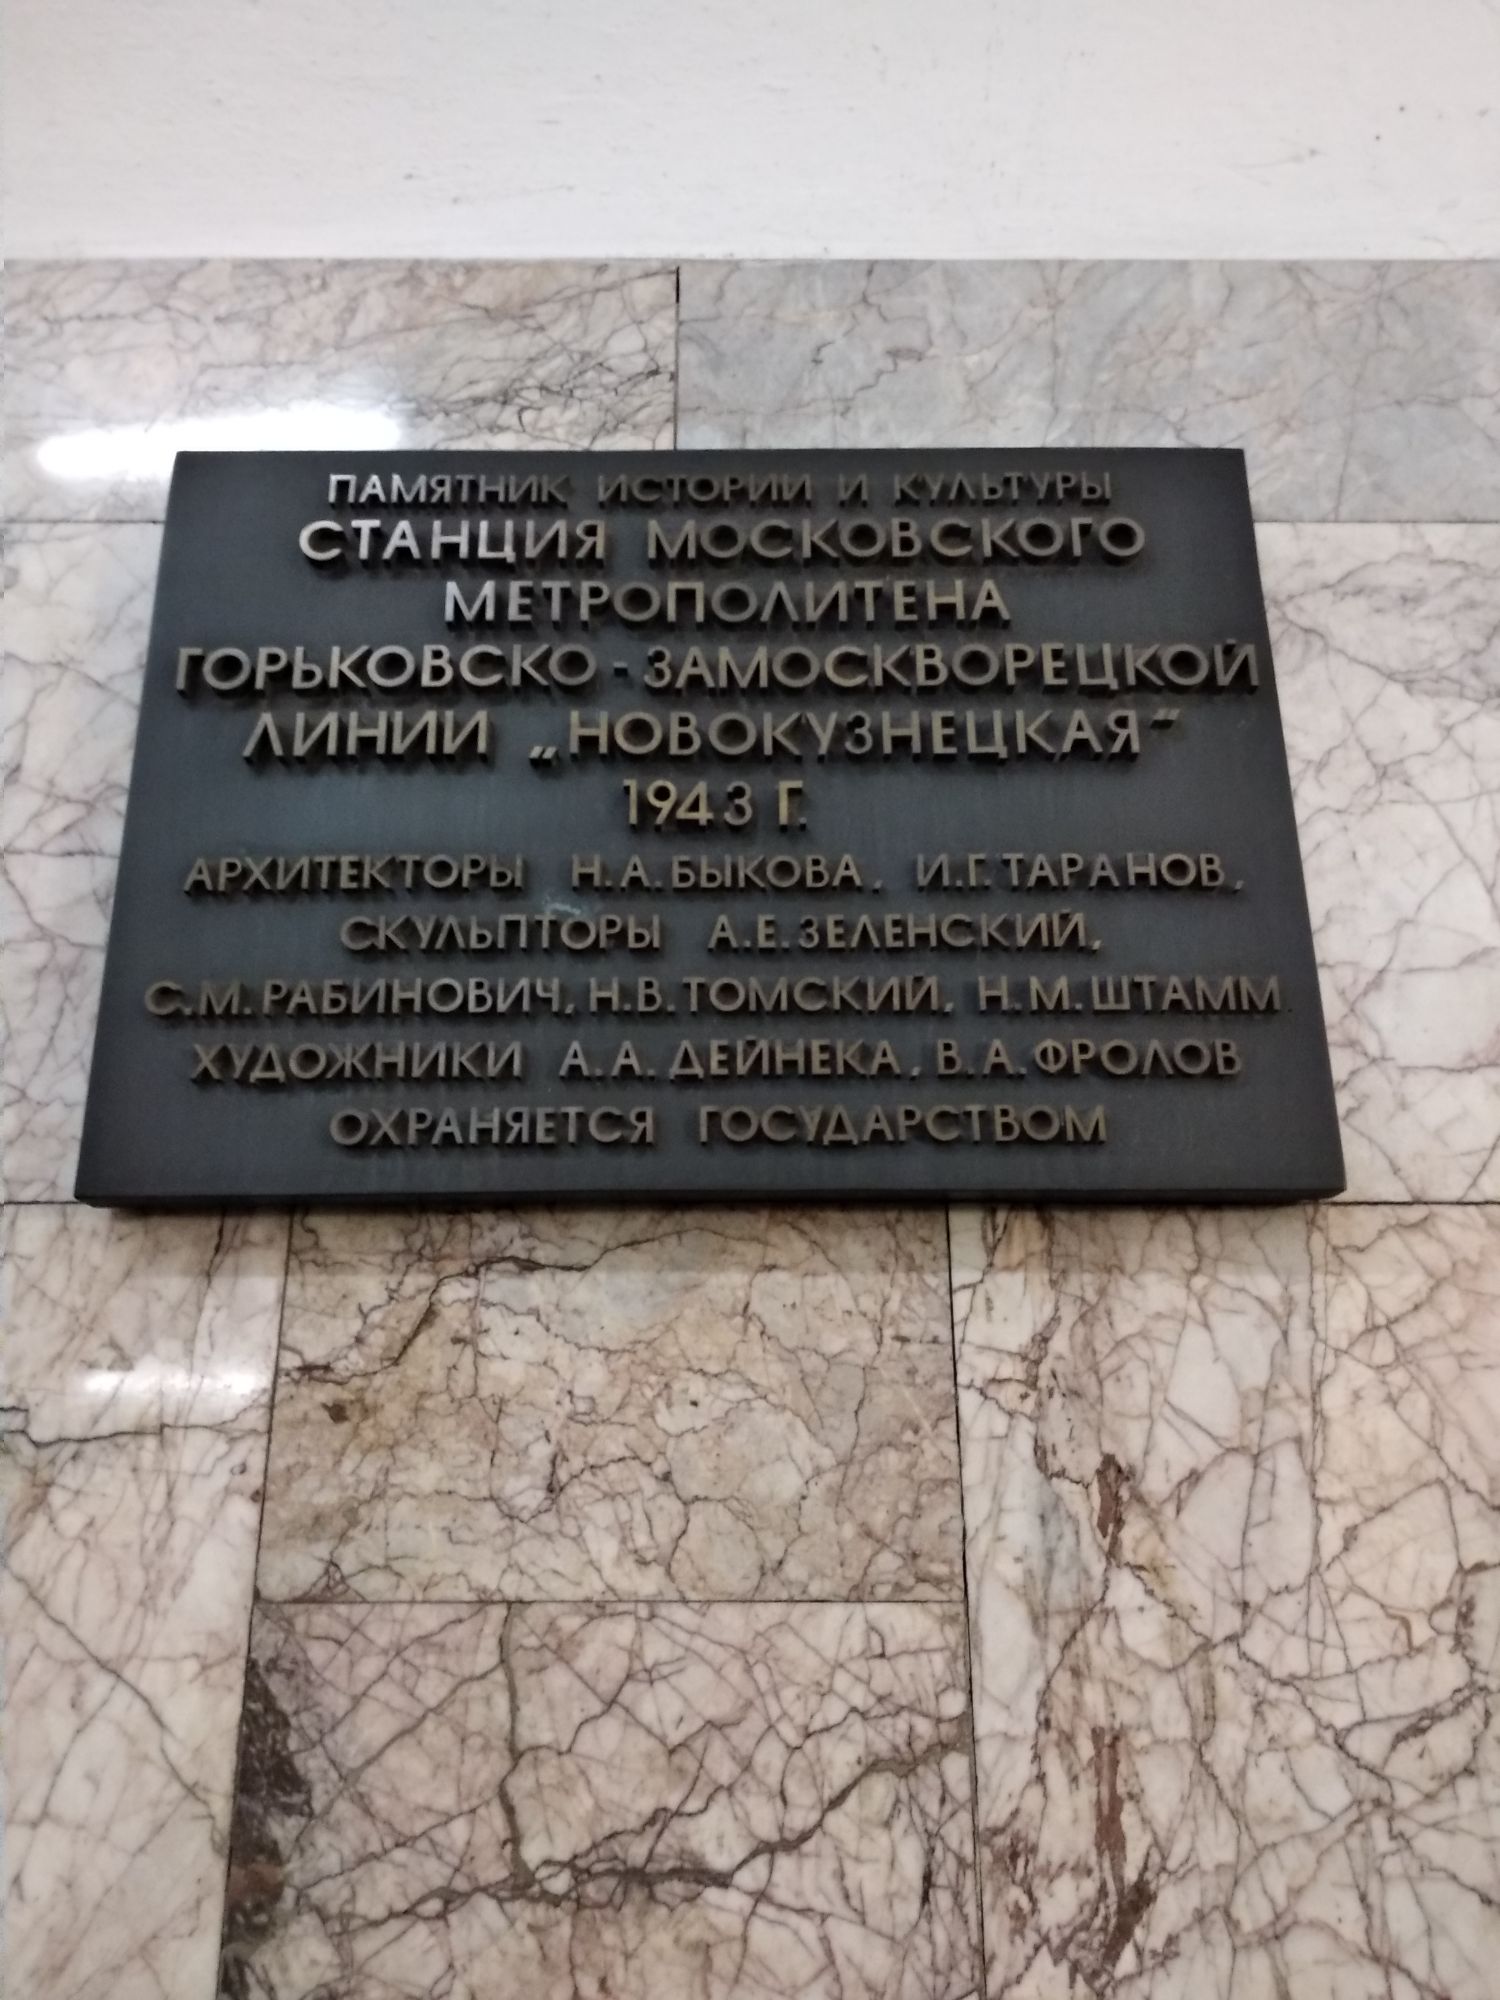 ПАМЯТНИК ИСТОРИИ И КУЛЬТУРЫ
СТАНЦИЯ МОСКОВСКОГО
МЕТРОПОЛИТЕНА
ГОРЬКОВСКО - ЗАМОСКВОРЕЦКОЙ
ЛИНИИ „НОВОКУЗНЕЦКАЯ“
1943 Г.
АРХИТЕКТОРЫ Н.А.БЫКОВА, И.Г.ТАРАНОВ,
СКУЛЬПТОРЫ А.Е.ЗЕЛЕНСКИЙ,
С.М.РАБИНОВИЧ, Н.В.ТОМСКИЙ, Н.М.ШТАММ
ХУДОЖНИКИ А.А.ДЕЙНЕКА, В.А.ФРОЛОВ
ОХРАНЯЕТСЯ ГОСУДАРСТВОМ